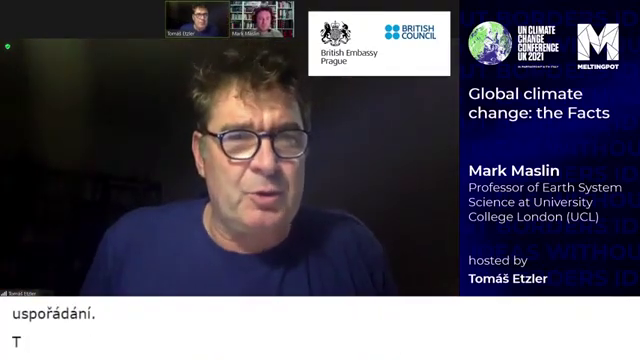 Tomáš Etzler
Mark Maslin
British Embassy
Prague
BRITISH
COUNCIL
UN CLIMATE
CHANGE
CONFERENCE
UK 2021
MELTINGPOT
Global climate
change: the Facts
Mark Maslin
Professor of Earth System
Science at University
College London (UCL)
hosted by
Tomáš Etzler
Tomáš Etzler
uspořádání.
T